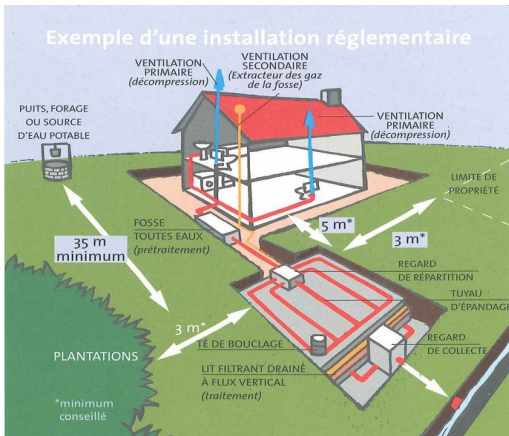 Exemple d'une installation réglementaire
VENTILATION
PRIMAIRE
(décompression)
VENTILATION
SECONDAIRE
(Extracteur des gaz
de la fosse)
PUITS, FORAGE
OU SOURCE
D'EAU POTABLE
VENTILATION
PRIMAIRE
(décompression)
LIMITE DE
PROPRIÉTÉ
FOSSE
TOUTES EAUX
(prétraitement)
5 m*
3 m*
35 m
minimum
REGARD
DE RÉPARTITION
TUYAU
D'ÉPANDAGE
3 m*
TÉ DE BOUCLAGE
REGARD
DE COLLECTE
PLANTATIONS
LIT FILTRANT DRAINÉ
À FLUX VERTICAL
(traitement)
*minimum
conseillé